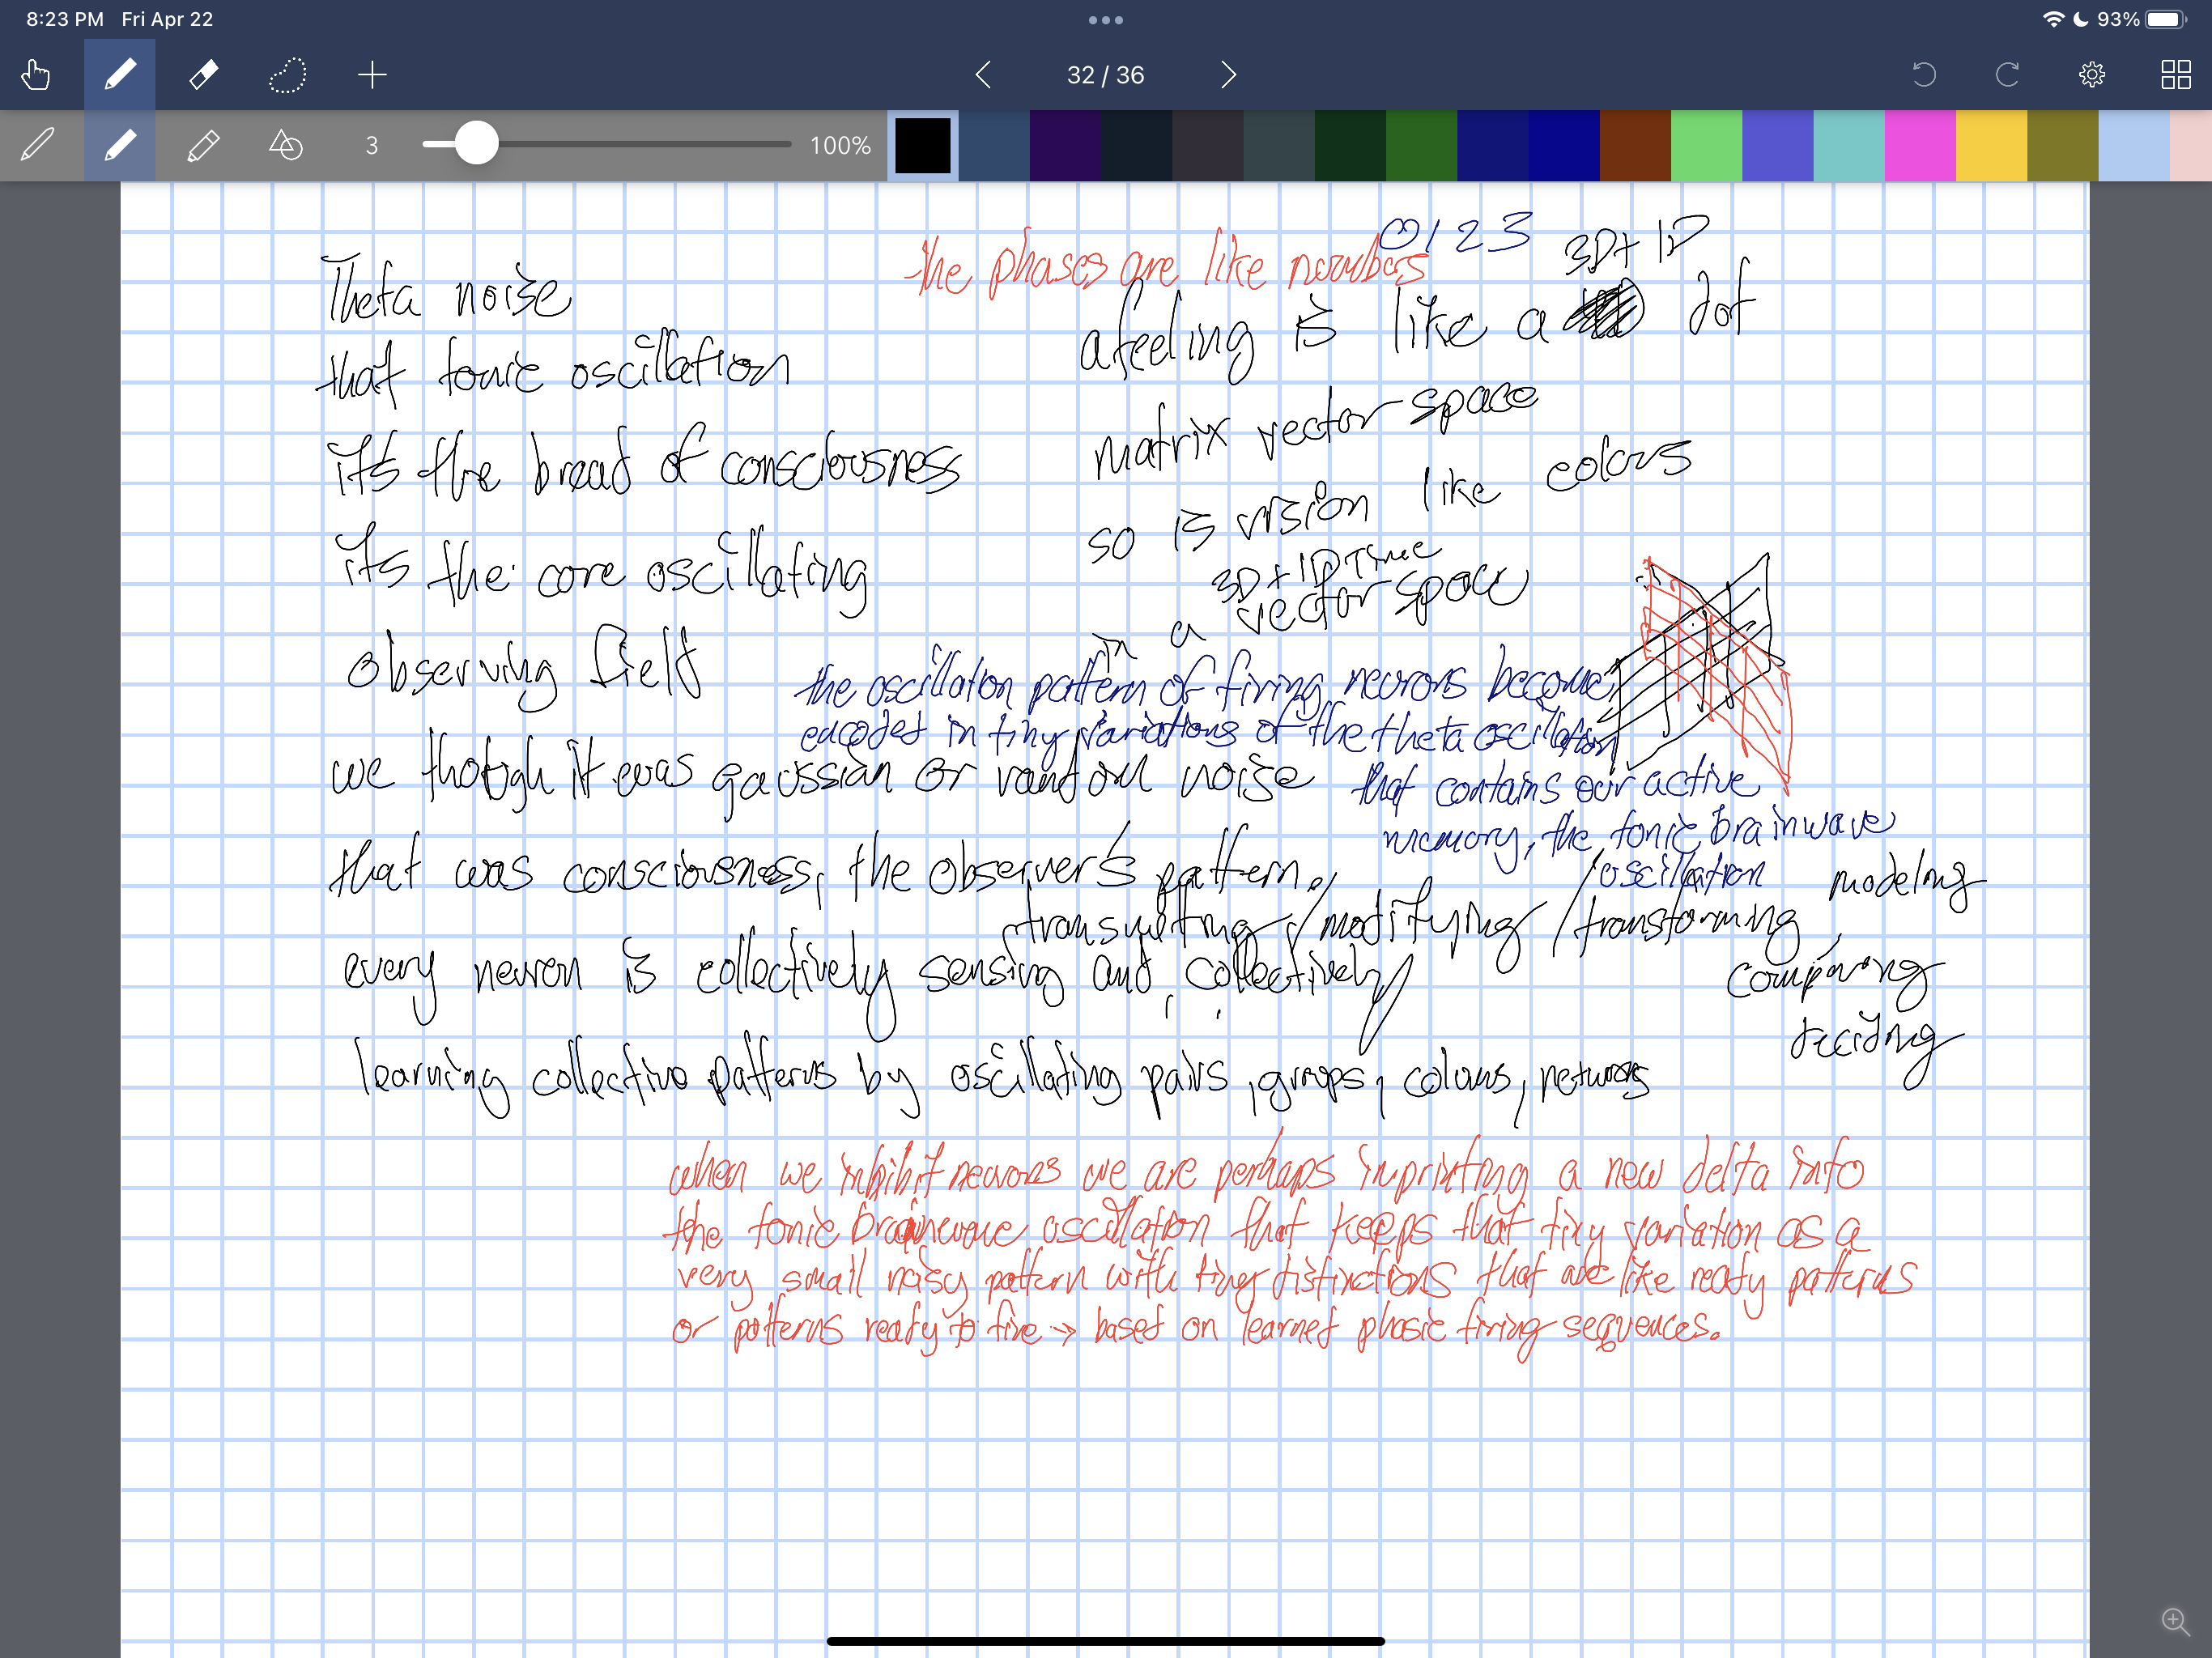 8:23 PM Fri Apr 22
93%
32 / 36
3
100%
Theta noise
that tonic oscillation
it's the bread of consciousness
it's the core oscillating
observing field
we though it was gaussian or random noise
that was consciousness, the observer's pattern
every neuron is collectively sensing and, collectively
transmitting / modifying / transforming
modeling
comparing
deciding
learning collective patterns by oscillating pairs, groups, colums, networks
the phases are like numbers
0 1 2 3
3D + 1D
a feeling is like a dot
matrix vector space
so is vision like colors
in a 3D + 1D Time
vector space
the oscillation pattern of firing neurons become
encoded in tiny variations of the theta oscillation
that contains our active
memory, the tonic brainwave
oscillation
when we inhibit neurons we are perhaps imprinting a new delta into
the tonic brainwave oscillation that keeps that tiny variation as a
very small noisy pattern with tiny distinctions that are like ready patterns
or patterns ready to fire → based on learned phasic firing sequences.